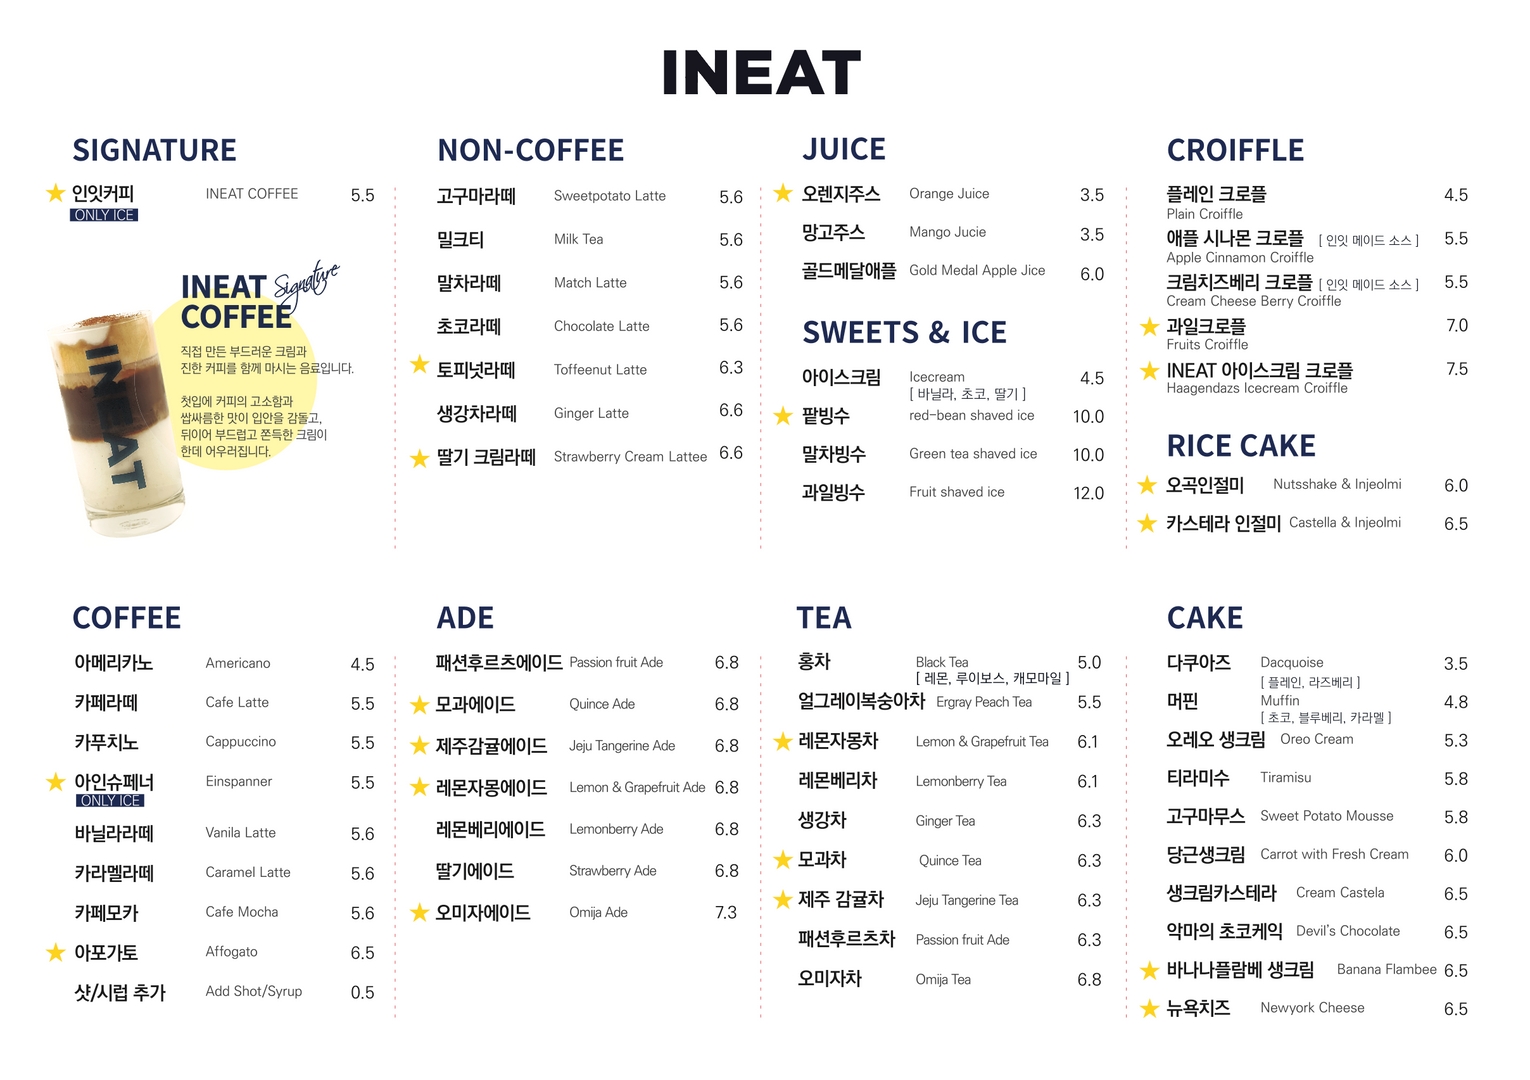 INEAT
SIGNATURE
인잇커피 INEAT COFFEE 5.5
ONLY ICE
INEAT Signature
COFFEE
직접 만든 부드러운 크림과
진한 커피를 함께 마시는 음료입니다.
첫입에 커피의 고소함과
쌉싸름한 맛이 입안을 감돌고,
뒤이어 부드럽고 쫀득한 크림이
한데 어우러집니다.
INEAT
NON-COFFEE
고구마라떼 Sweetpotato Latte 5.6
밀크티 Milk Tea 5.6
말차라떼 Match Latte 5.6
초코라떼 Chocolate Latte 5.6
토피넛라떼 Toffeenut Latte 6.3
생강차라떼 Ginger Latte 6.6
딸기 크림라떼 Strawberry Cream Lattee 6.6
JUICE
오렌지주스 Orange Juice 3.5
망고주스 Mango Jucie 3.5
골드메달애플 Gold Medal Apple Jice 6.0
SWEETS & ICE
아이스크림 Icecream 4.5
[ 바닐라, 초코, 딸기 ]
팥빙수 red-bean shaved ice 10.0
말차빙수 Green tea shaved ice 10.0
과일빙수 Fruit shaved ice 12.0
CROIFFLE
플레인 크로플 4.5
Plain Croiffle
애플 시나몬 크로플 [ 인잇 메이드 소스 ] 5.5
Apple Cinnamon Croiffle
크림치즈베리 크로플 [ 인잇 메이드 소스 ] 5.5
Cream Cheese Berry Croiffle
과일크로플 7.0
Fruits Croiffle
INEAT 아이스크림 크로플 7.5
Haagendazs Icecream Croiffle
RICE CAKE
오곡인절미 Nutsshake & Injeolmi 6.0
카스테라 인절미 Castella & Injeolmi 6.5
COFFEE
아메리카노 Americano 4.5
카페라떼 Cafe Latte 5.5
카푸치노 Cappuccino 5.5
아인슈페너 Einspanner 5.5
ONLY ICE
바닐라라떼 Vanila Latte 5.6
카라멜라떼 Caramel Latte 5.6
카페모카 Cafe Mocha 5.6
아포가토 Affogato 6.5
샷/시럽 추가 Add Shot/Syrup 0.5
ADE
패션후르츠에이드 Passion fruit Ade 6.8
모과에이드 Quince Ade 6.8
제주감귤에이드 Jeju Tangerine Ade 6.8
레몬자몽에이드 Lemon & Grapefruit Ade 6.8
레몬베리에이드 Lemonberry Ade 6.8
딸기에이드 Strawberry Ade 6.8
오미자에이드 Omija Ade 7.3
TEA
홍차 Black Tea 5.0
[ 레몬, 루이보스, 캐모마일 ]
얼그레이복숭아차 Ergray Peach Tea 5.5
레몬자몽차 Lemon & Grapefruit Tea 6.1
레몬베리차 Lemonberry Tea 6.1
생강차 Ginger Tea 6.3
모과차 Quince Tea 6.3
제주 감귤차 Jeju Tangerine Tea 6.3
패션후르츠차 Passion fruit Ade 6.3
오미자차 Omija Tea 6.8
CAKE
다쿠아즈 Dacquoise 3.5
[ 플레인, 라즈베리 ]
머핀 Muffin 4.8
[ 초코, 블루베리, 카라멜 ]
오레오 생크림 Oreo Cream 5.3
티라미수 Tiramisu 5.8
고구마무스 Sweet Potato Mousse 5.8
당근생크림 Carrot with Fresh Cream 6.0
생크림카스테라 Cream Castela 6.5
악마의 초코케익 Devil's Chocolate 6.5
바나나플람베 생크림 Banana Flambee 6.5
뉴욕치즈 Newyork Cheese 6.5